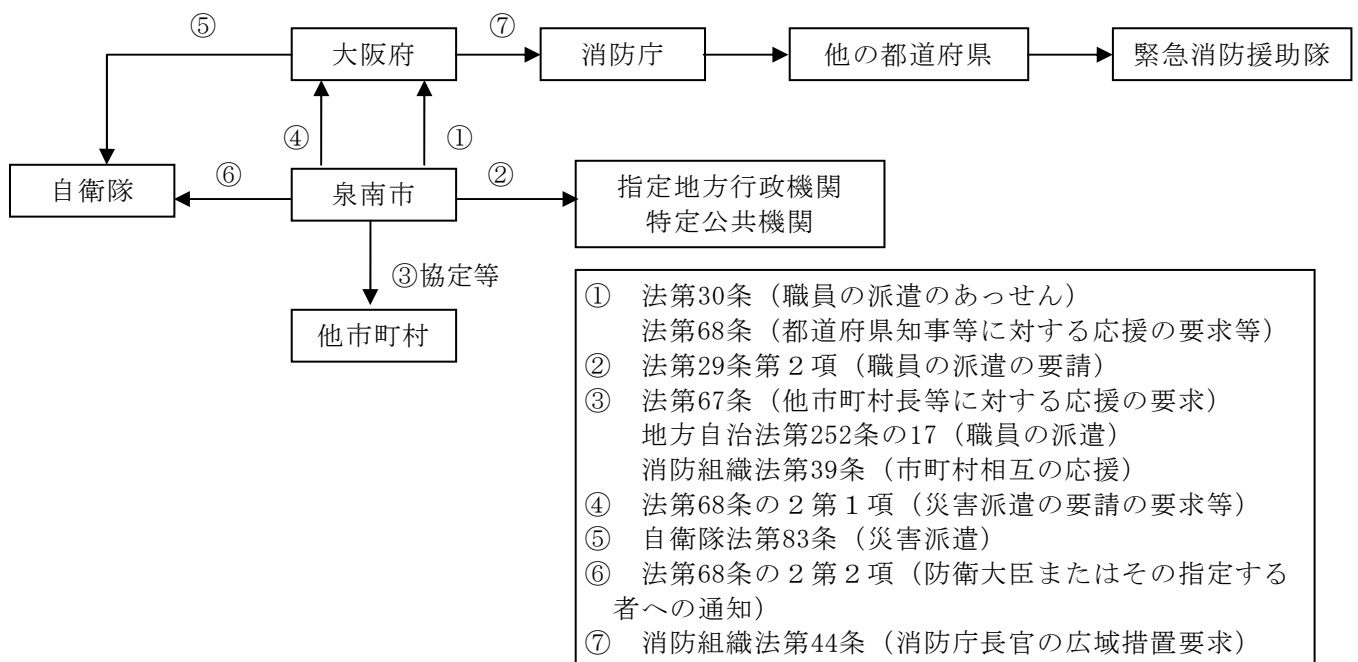 ⑤
⑦
大阪府
消防庁
他の都道府県
緊急消防援助隊
④
①
自衛隊
⑥
泉南市
②
指定地方行政機関
特定公共機関
③協定等
他市町村
① 法第30条（職員の派遣のあっせん）
法第68条（都道府県知事等に対する応援の要求等）
② 法第29条第２項（職員の派遣の要請）
③ 法第67条（他市町村長等に対する応援の要求）
地方自治法第252条の17（職員の派遣）
消防組織法第39条（市町村相互の応援）
④ 法第68条の２第１項（災害派遣の要請の要求等）
⑤ 自衛隊法第83条（災害派遣）
⑥ 法第68条の２第２項（防衛大臣またはその指定する
者への通知）
⑦ 消防組織法第44条（消防庁長官の広域措置要求）